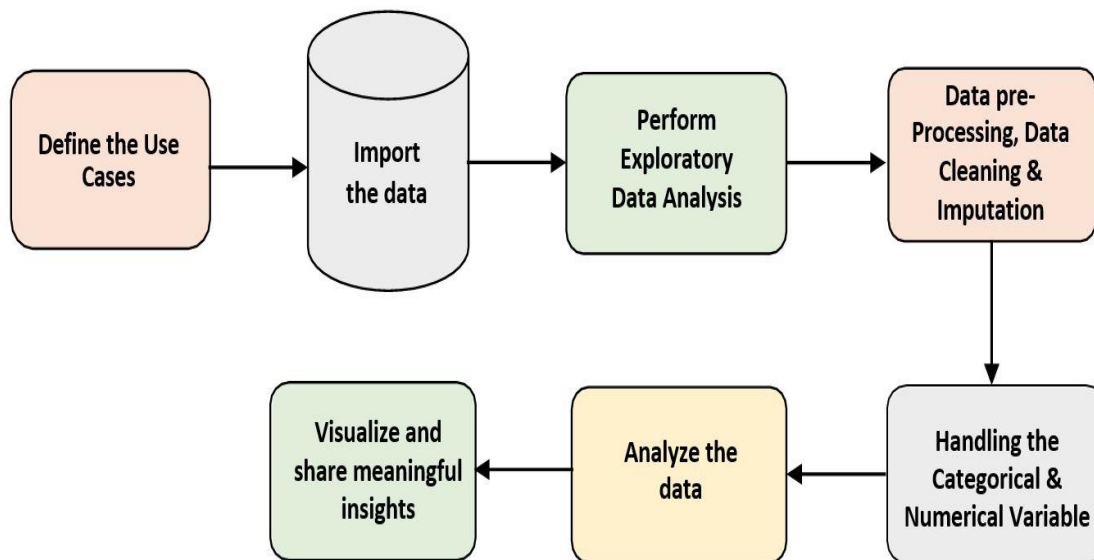 Define the Use
Cases
Import
the data
Perform
Exploratory
Data Analysis
Data pre-
Processing, Data
Cleaning &
Imputation
Handling the
Categorical &
Numerical Variable
Analyze the
data
Visualize and
share meaningful
insights